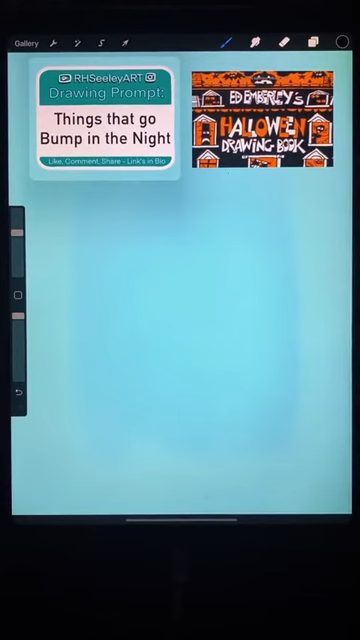 Gallery
RHSeeleyART
Drawing Prompt:
Things that go
Bump in the Night
Like, Comment, Share - Link's in Bio
ED EMBERLEY's
HALLOWEEN
DRAWING BOOK